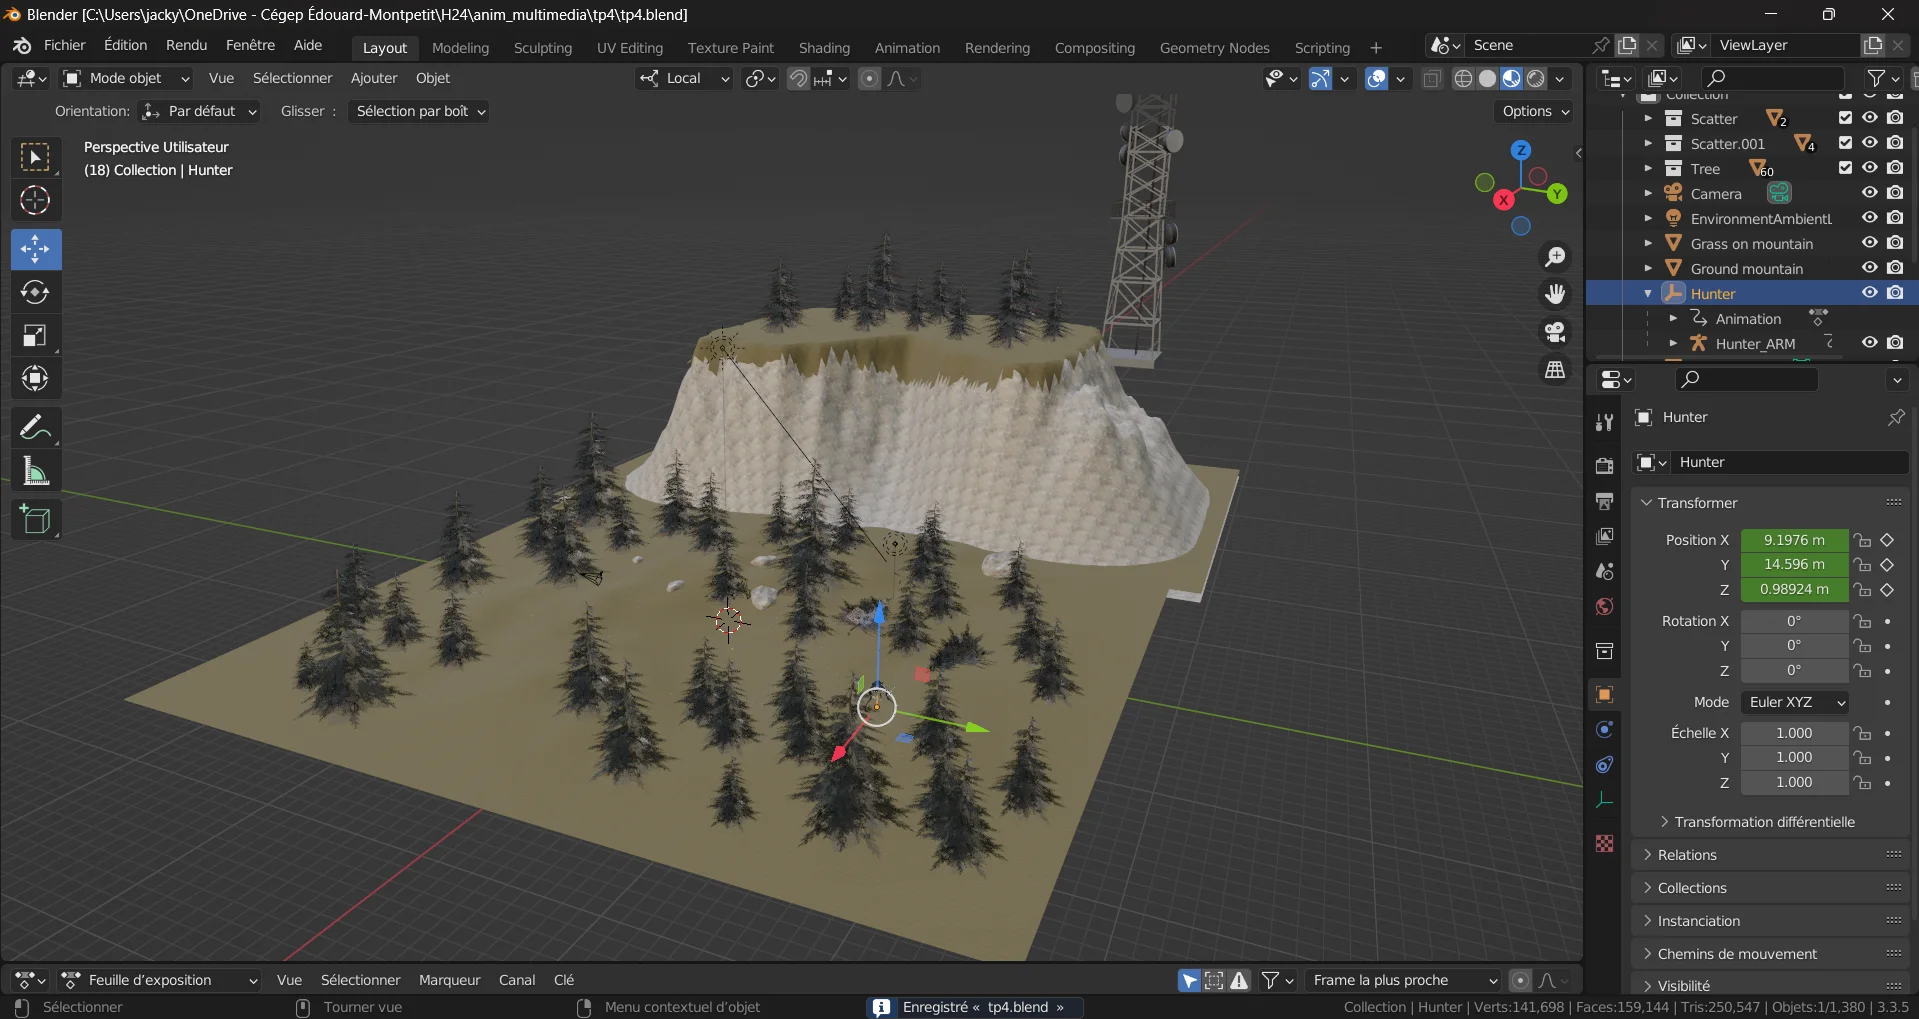 Blender [C:\Users\jacky\OneDrive - Cégep Édouard-Montpetit\H24\anim_multimedia\tp4\tp4.blend]
Fichier Édition Rendu Fenêtre Aide Layout Modeling Sculpting UV Editing Texture Paint Shading Animation Rendering Compositing Geometry Nodes Scripting + Scene ViewLayer
Mode objet Vue Sélectionner Ajouter Objet Local
Orientation: Par défaut Glisser : Sélection par boît Options
Perspective Utilisateur
(18) Collection | Hunter
Z
Y
X
Collection
Scatter 2
Scatter.001 4
Tree 60
Camera
EnvironmentAmbientL
Grass on mountain
Ground mountain
Hunter
Animation
Hunter_ARM
Hunter
Hunter
Transformer
Position X 9.1976 m
Y 14.596 m
Z 0.98924 m
Rotation X 0°
Y 0°
Z 0°
Mode Euler XYZ
Échelle X 1.000
Y 1.000
Z 1.000
Transformation différentielle
Relations
Collections
Instanciation
Chemins de mouvement
Visibilité
Feuille d'exposition Vue Sélectionner Marqueur Canal Clé Frame la plus proche
Sélectionner Tourner vue Menu contextuel d'objet Enregistré « tp4.blend » Collection | Hunter | Verts:141,698 | Faces:159,144 | Tris:250,547 | Objets:1/1,380 | 3.3.5